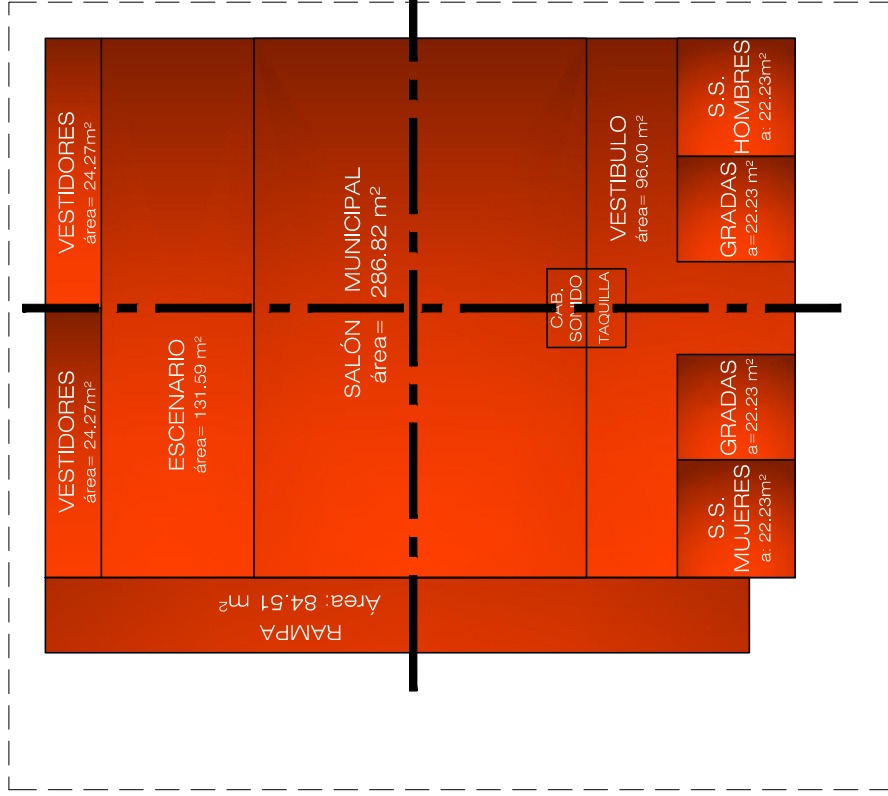 VESTIDORES
área= 24.27m²
VESTIDORES
área= 24.27m²
ESCENARIO
área= 131.59 m²
SALÓN MUNICIPAL
área= 286.82 m²
CAB.
SONIDO
TAQUILLA
VESTIBULO
área= 96.00 m²
S.S.
HOMBRES
a: 22.23m²
GRADAS
a=22.23 m²
GRADAS
a=22.23 m²
S.S.
MUJERES
a: 22.23m²
RAMPA
Área: 84.51 m²